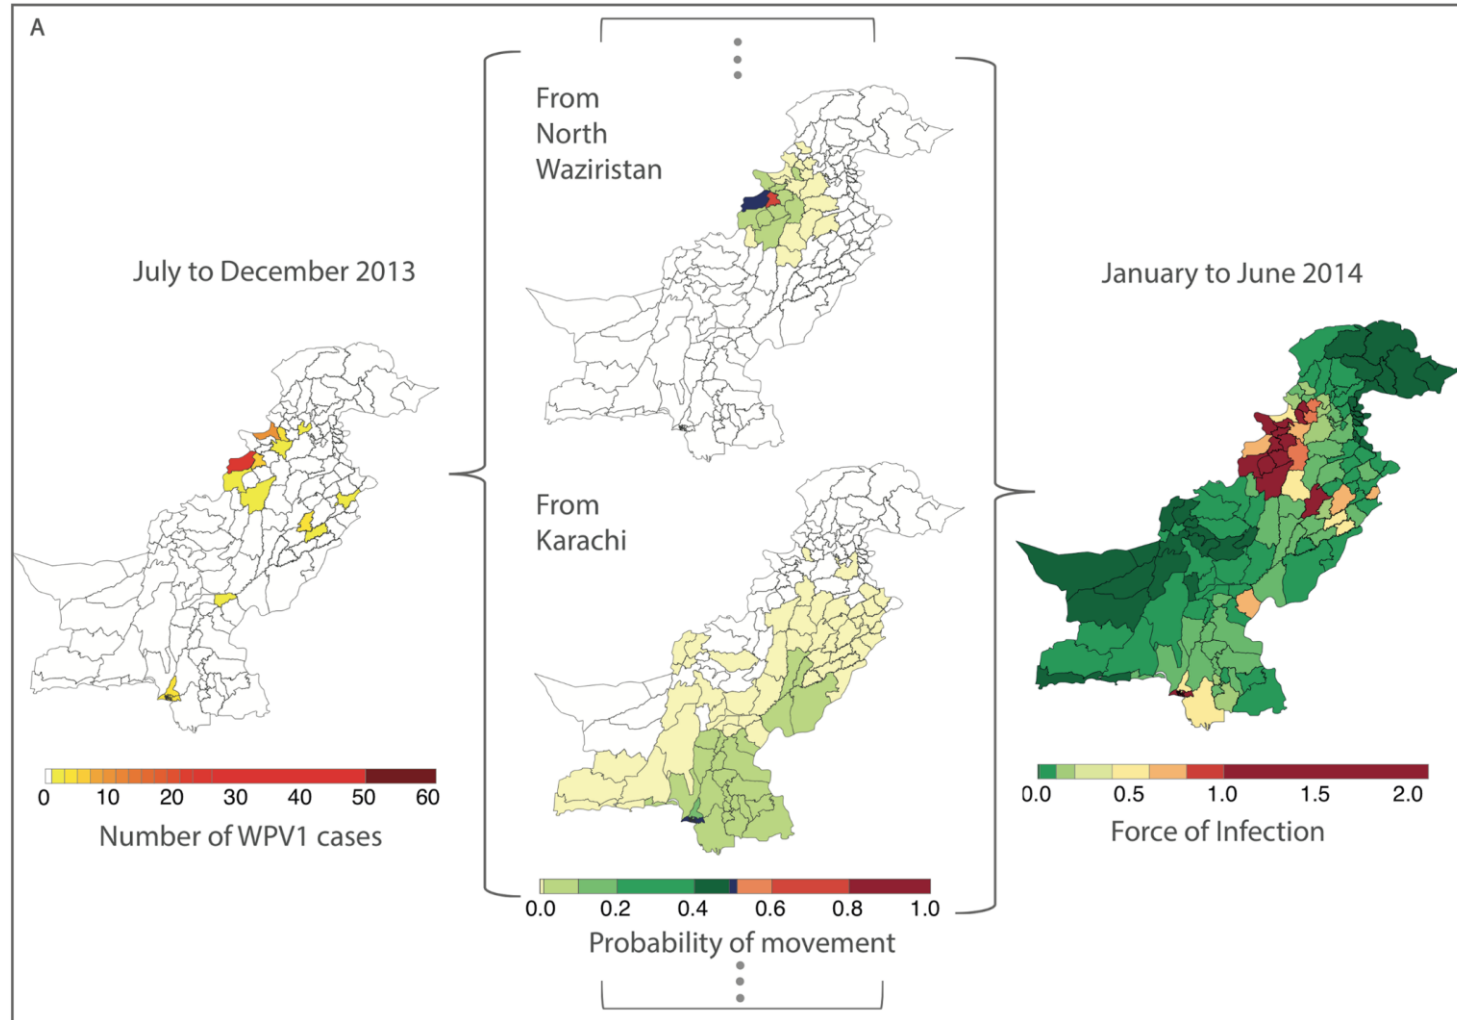 A
From
North
Waziristan
July to December 2013
January to June 2014
From
Karachi
0 10 20 30 40 50 60
Number of WPV1 cases
0.0 0.2 0.4 0.6 0.8 1.0
Probability of movement
0.0 0.5 1.0 1.5 2.0
Force of Infection